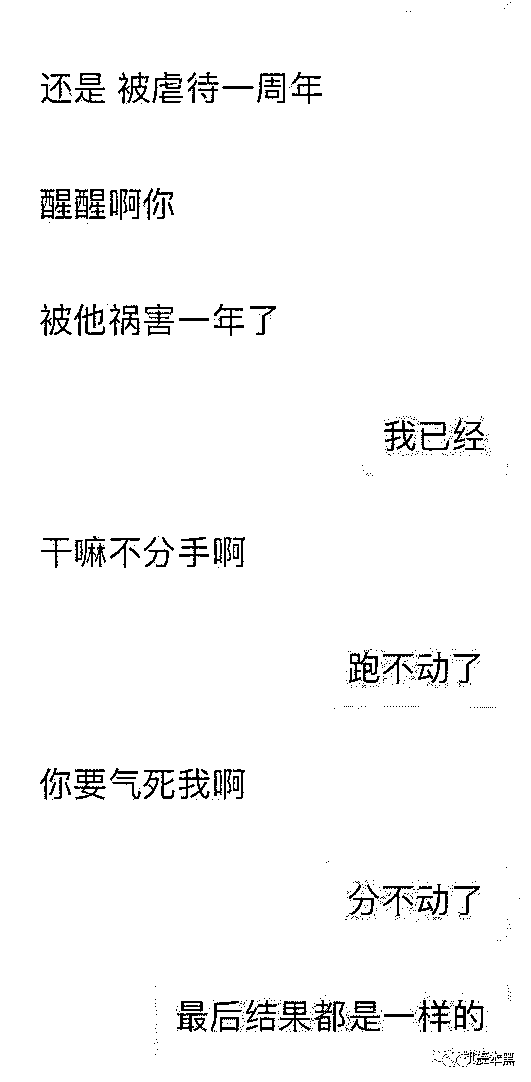 还是 被虐待一周年
醒醒啊你
被他祸害一年了
我已经
干嘛不分手啊
跑不动了
你要气死我啊
分不动了
最后结果都是一样的